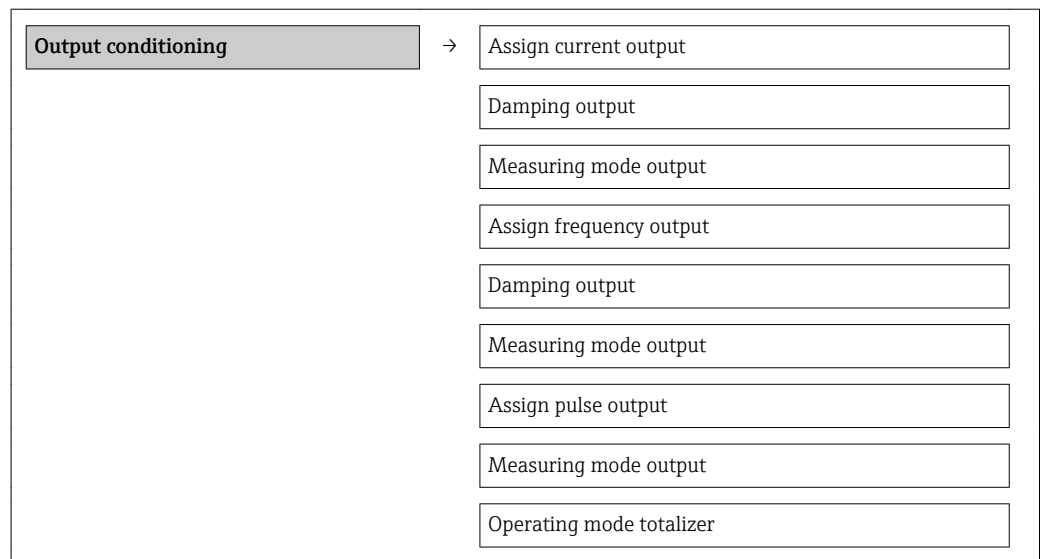 Output conditioning → Assign current output
Damping output
Measuring mode output
Assign frequency output
Damping output
Measuring mode output
Assign pulse output
Measuring mode output
Operating mode totalizer